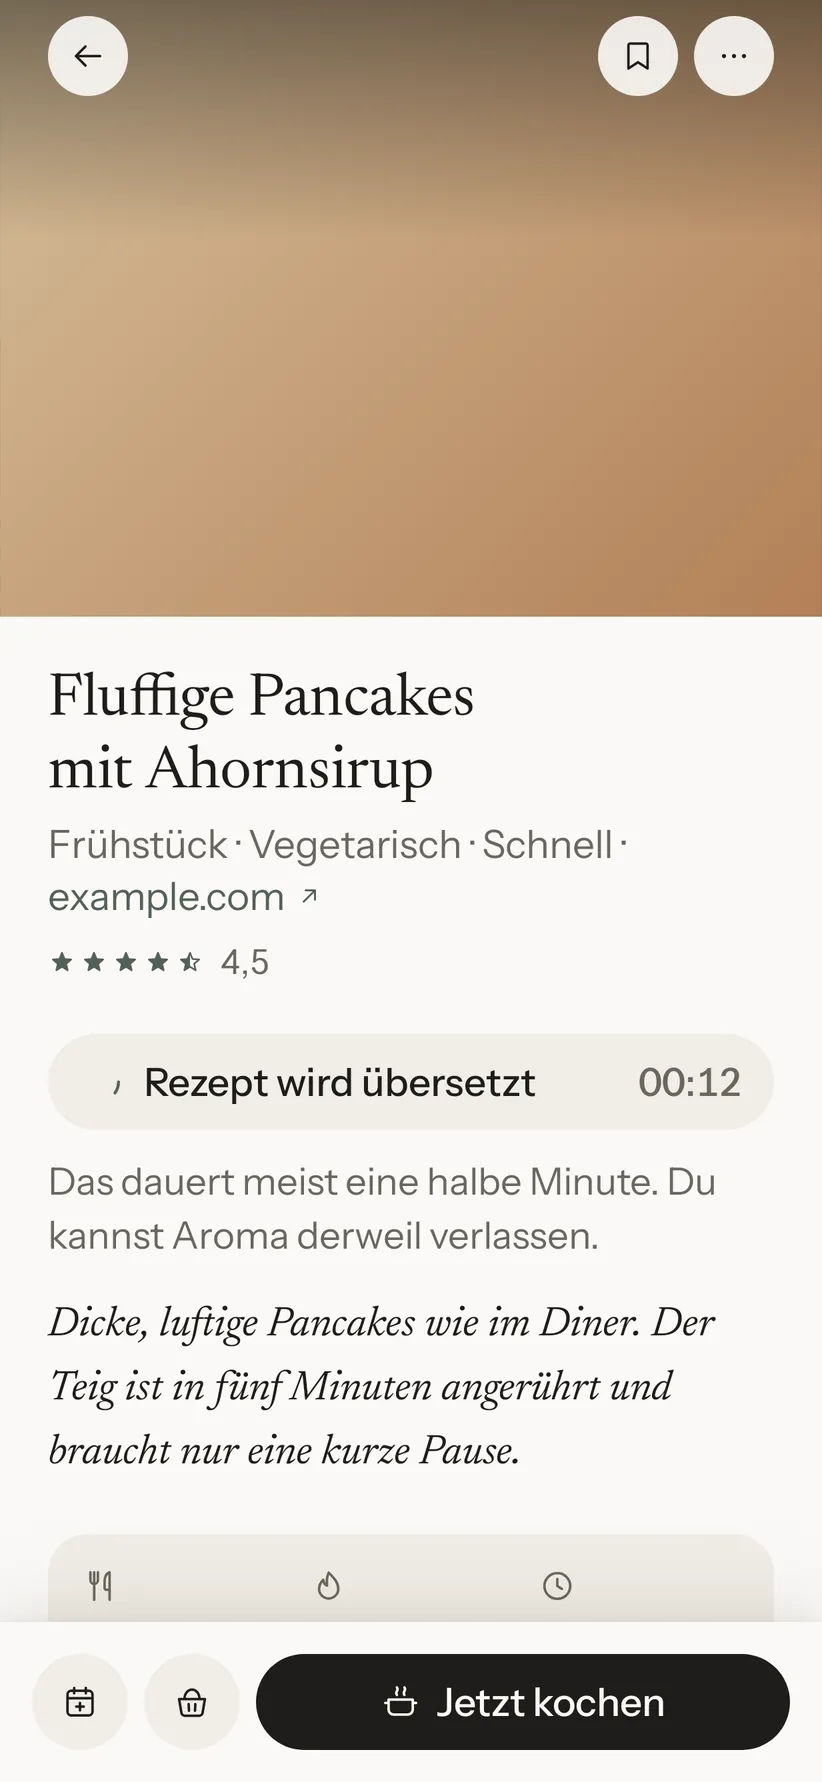 Fluffige Pancakes
mit Ahornsirup
Frühstück · Vegetarisch · Schnell ·
example.com ↗
4,5
Rezept wird übersetzt 00:12
Das dauert meist eine halbe Minute. Du
kannst Aroma derweil verlassen.
Dicke, luftige Pancakes wie im Diner. Der
Teig ist in fünf Minuten angerührt und
braucht nur eine kurze Pause.
Jetzt kochen